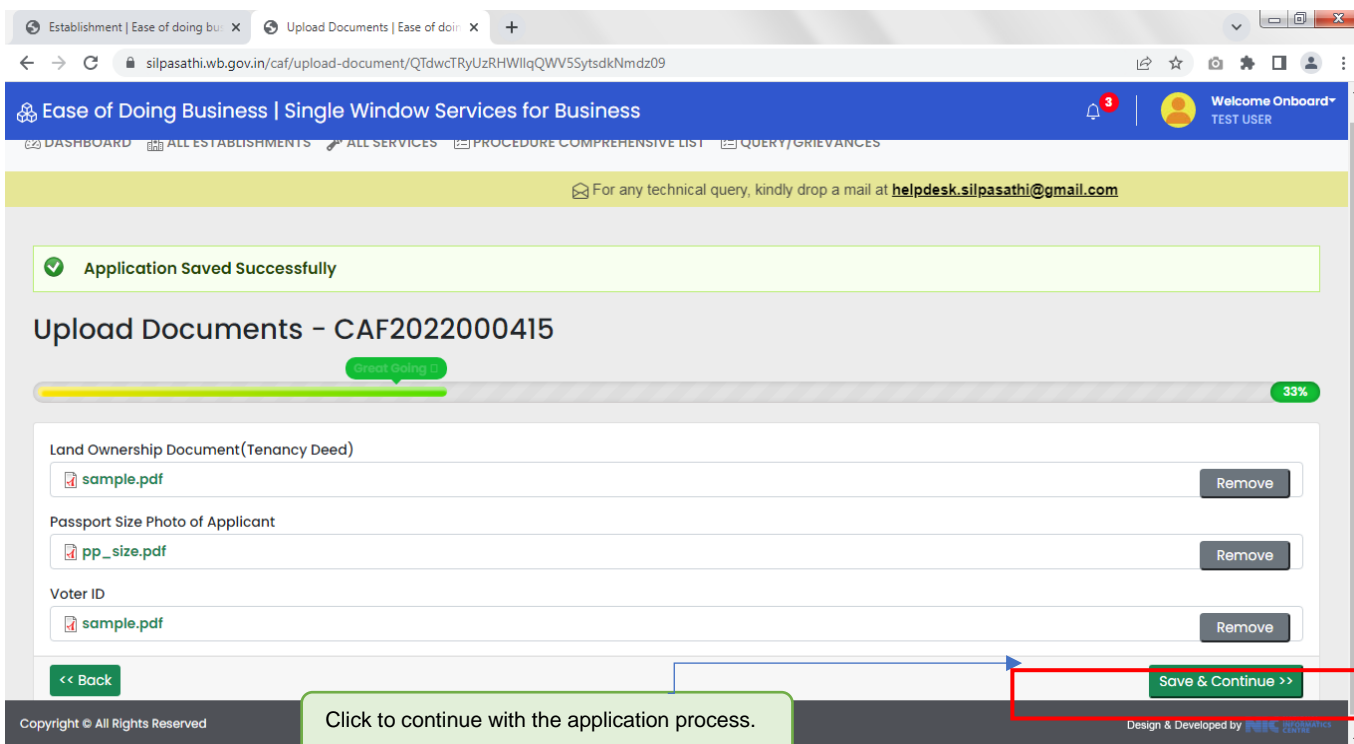 Establishment | Ease of doing bus
Upload Documents | Ease of doin
silpasathi.wb.gov.in/caf/upload-document/QTdwcTRyUzRHWllqQWV5SytsdkNmdz09
Ease of Doing Business | Single Window Services for Business
3
Welcome Onboard
TEST USER
DASHBOARD ALL ESTABLISHMENTS ALL SERVICES PROCEDURE COMPREHENSIVE LIST QUERY/GRIEVANCES
For any technical query, kindly drop a mail at helpdesk.silpasathi@gmail.com
Application Saved Successfully
Upload Documents - CAF2022000415
Great Going
33%
Land Ownership Document(Tenancy Deed)
sample.pdf
Remove
Passport Size Photo of Applicant
pp_size.pdf
Remove
Voter ID
sample.pdf
Remove
<< Back
Save & Continue >>
Click to continue with the application process.
Copyright © All Rights Reserved
Design & Developed by NIC INFORMATICS CENTRE